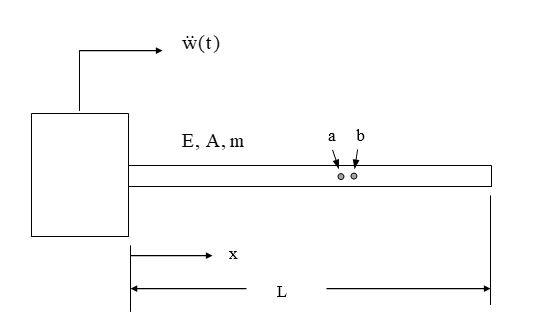 ẅ(t)
E, A, m
a b
x
L